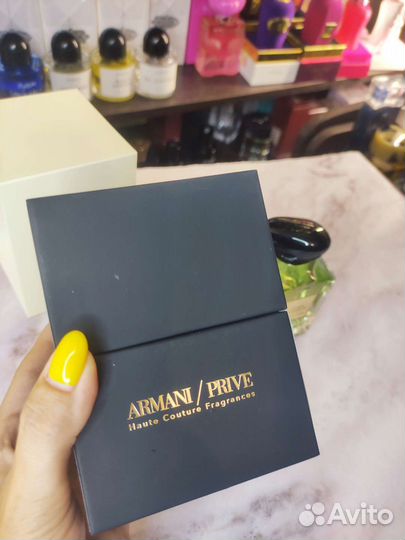 ARMANI / PRIVE
Haute Couture Fragrances
Avito